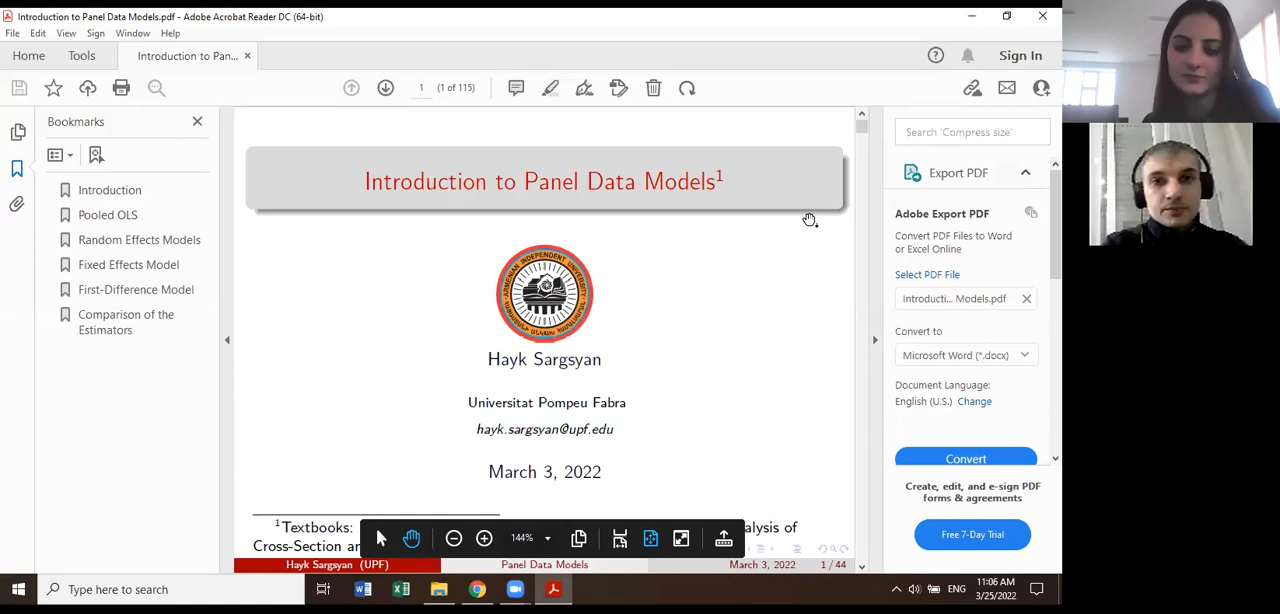 Introduction to Panel Data Models.pdf - Adobe Acrobat Reader DC (64-bit)
File Edit View Sign Window Help
Home Tools Introduction to Pan... × Sign In
1 (1 of 115)
Bookmarks
Introduction
Pooled OLS
Random Effects Models
Fixed Effects Model
First-Difference Model
Comparison of the
Estimators
Introduction to Panel Data Models¹
ARMENIAN INDEPENDENT UNIVERSITY
Hayk Sargsyan
Universitat Pompeu Fabra
hayk.sargsyan@upf.edu
March 3, 2022
¹Textbooks: alysis of
Cross-Section an
Hayk Sargsyan (UPF) Panel Data Models March 3, 2022 1 / 44
144%
Search 'Compress size'
Export PDF
Adobe Export PDF
Convert PDF Files to Word
or Excel Online
Select PDF File
Introducti... Models.pdf
Convert to
Microsoft Word (*.docx)
Document Language:
English (U.S.) Change
Convert
Create, edit, and e-sign PDF
forms & agreements
Free 7-Day Trial
Type here to search
ENG
11:06 AM
3/25/2022